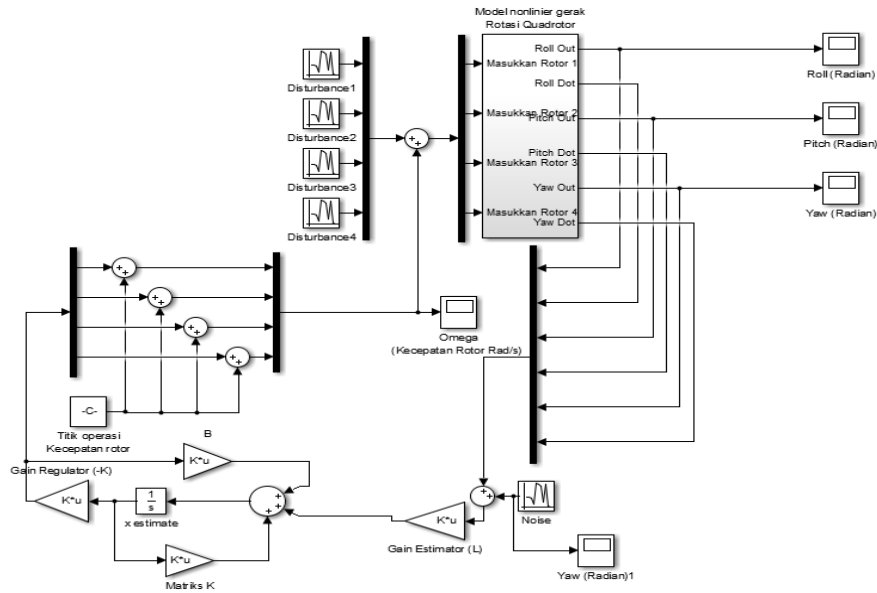 Model nonlinier gerak
Rotasi Quadrotor
Roll Out
Masukkan Rotor 1
Roll Dot
Masukkan Rotor 2
Pitch Out
Pitch Dot
Masukkan Rotor 3
Yaw Out
Masukkan Rotor 4
Yaw Dot
Roll (Radian)
Pitch (Radian)
Yaw (Radian)
Disturbance1
Disturbance2
Disturbance3
Disturbance4
+
+
+
+
+
+
+
+
+
+
Omega
(Kecepatan Rotor Rad/s)
-C-
Titik operasi
Kecepatan rotor
B
K*u
Gain Regulator (-K)
K*u
1
s
x estimate
+
+
+
K*u
Matriks K
K*u
Gain Estimator (L)
+
+
Noise
Yaw (Radian)1